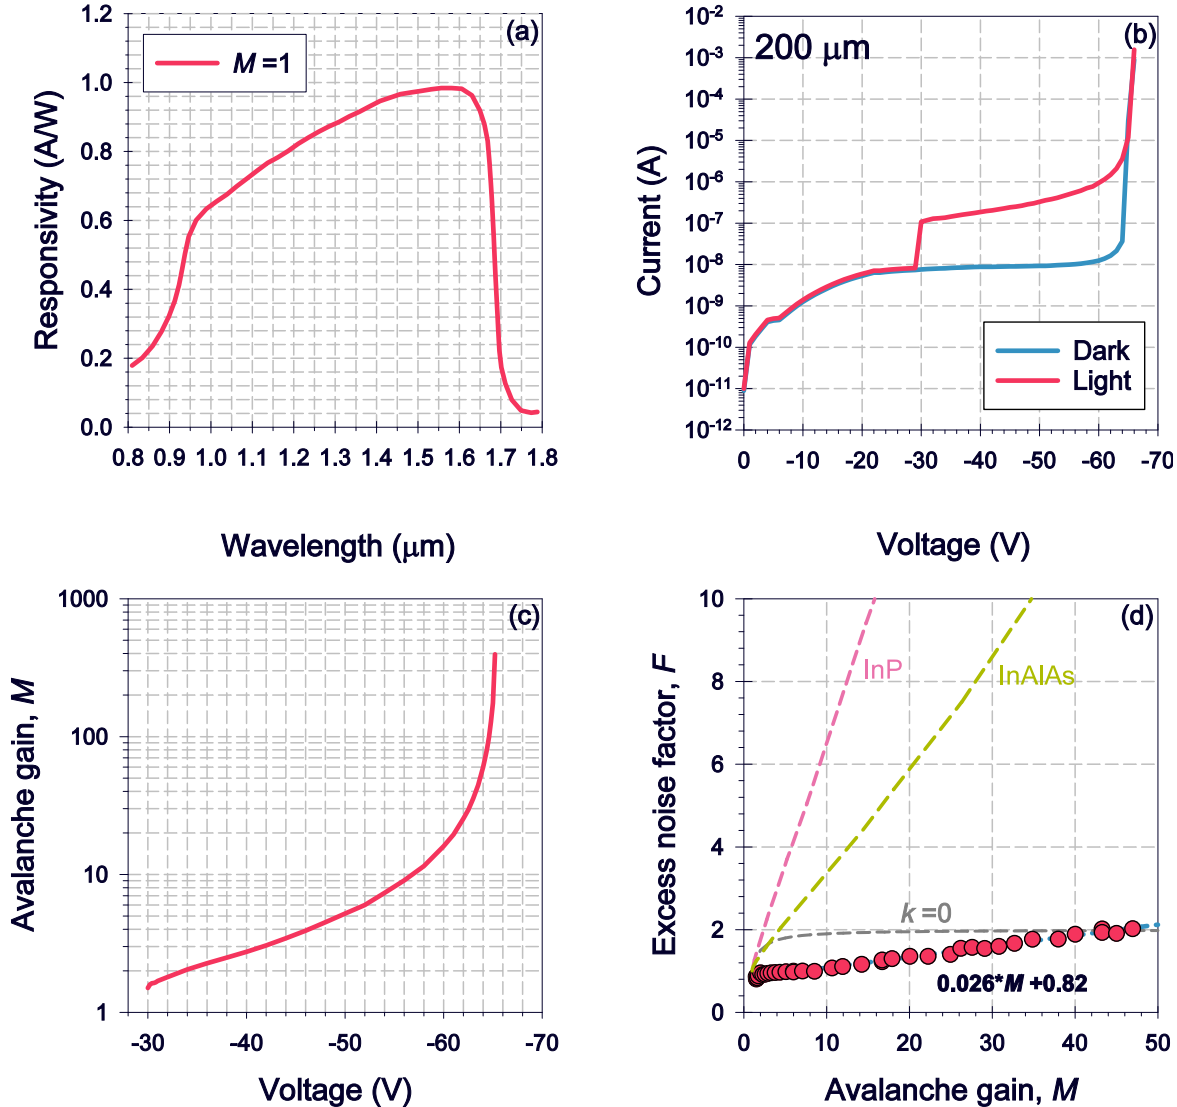 (a)
M =1
1.2
1.0
0.8
0.6
0.4
0.2
0.0
Responsivity (A/W)
0.8 0.9 1.0 1.1 1.2 1.3 1.4 1.5 1.6 1.7 1.8
Wavelength (μm)
(b)
200 μm
10⁻²
10⁻³
10⁻⁴
10⁻⁵
10⁻⁶
10⁻⁷
10⁻⁸
10⁻⁹
10⁻¹⁰
10⁻¹¹
10⁻¹²
Current (A)
Dark
Light
0 -10 -20 -30 -40 -50 -60 -70
Voltage (V)
(c)
1000
100
10
1
Avalanche gain, M
-30 -40 -50 -60 -70
Voltage (V)
(d)
10
8
6
4
2
0
Excess noise factor, F
InP
InAlAs
k =0
0.026*M +0.82
0 10 20 30 40 50
Avalanche gain, M